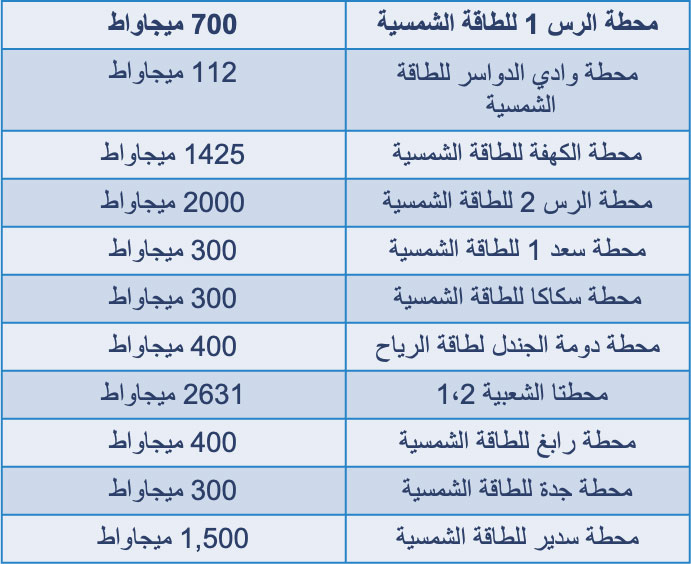 محطة الرس 1 للطاقة الشمسية 700 ميجاواط
محطة وادي الدواسر للطاقة 112 ميجاواط
الشمسية
محطة الكهفة للطاقة الشمسية 1425 ميجاواط
محطة الرس 2 للطاقة الشمسية 2000 ميجاواط
محطة سعد 1 للطاقة الشمسية 300 ميجاواط
محطة سكاكا للطاقة الشمسية 300 ميجاواط
محطة دومة الجندل لطاقة الرياح 400 ميجاواط
محطتا الشعبية 1،2 2631 ميجاواط
محطة رابغ للطاقة الشمسية 400 ميجاواط
محطة جدة للطاقة الشمسية 300 ميجاواط
محطة سدير للطاقة الشمسية 1,500 ميجاواط